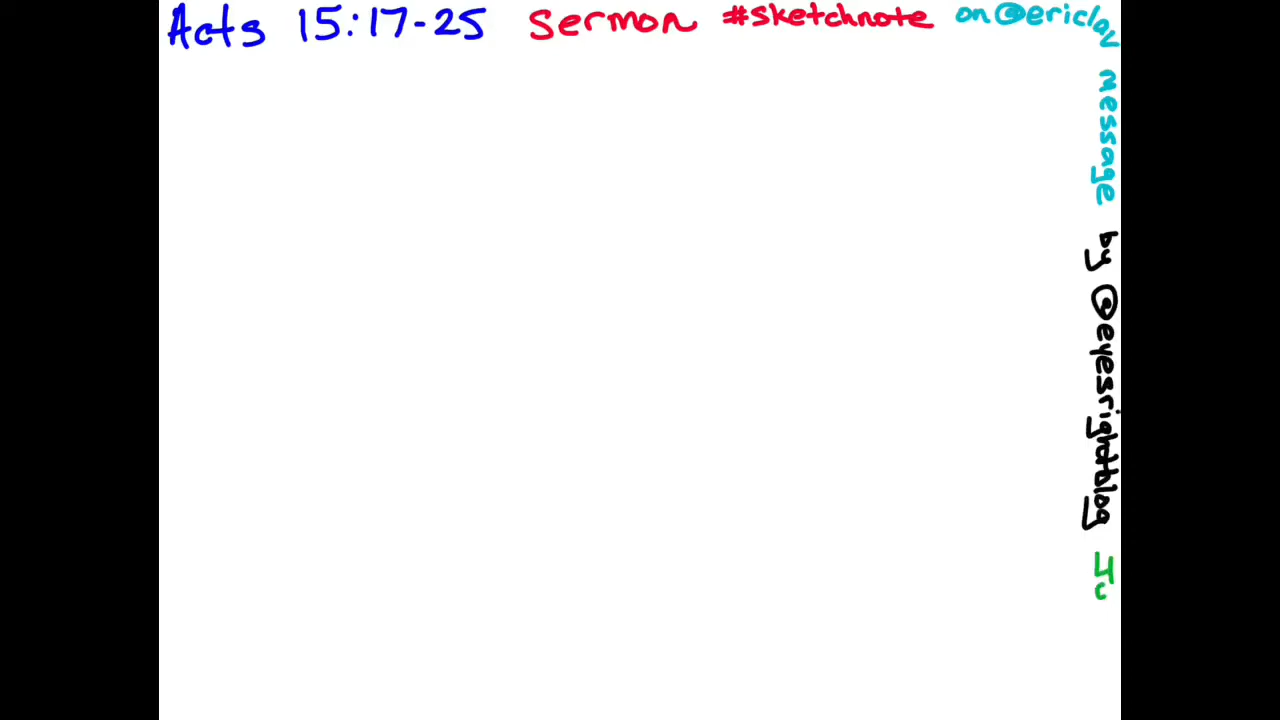 Acts 15:17-25 Sermon #sketchnote on @ericlav
message
by @eyesrightblog